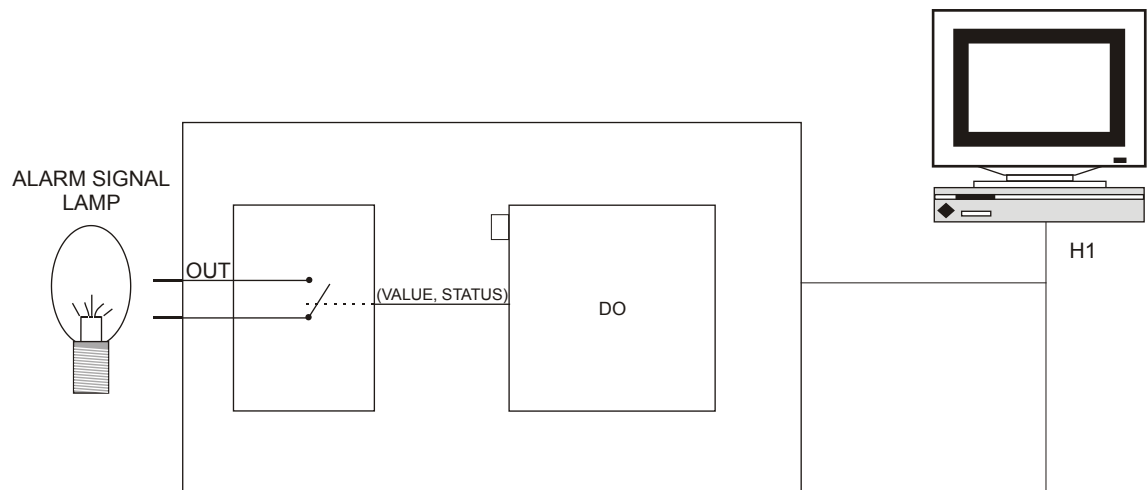 ALARM SIGNAL
LAMP
OUT
(VALUE, STATUS)
DO
H1